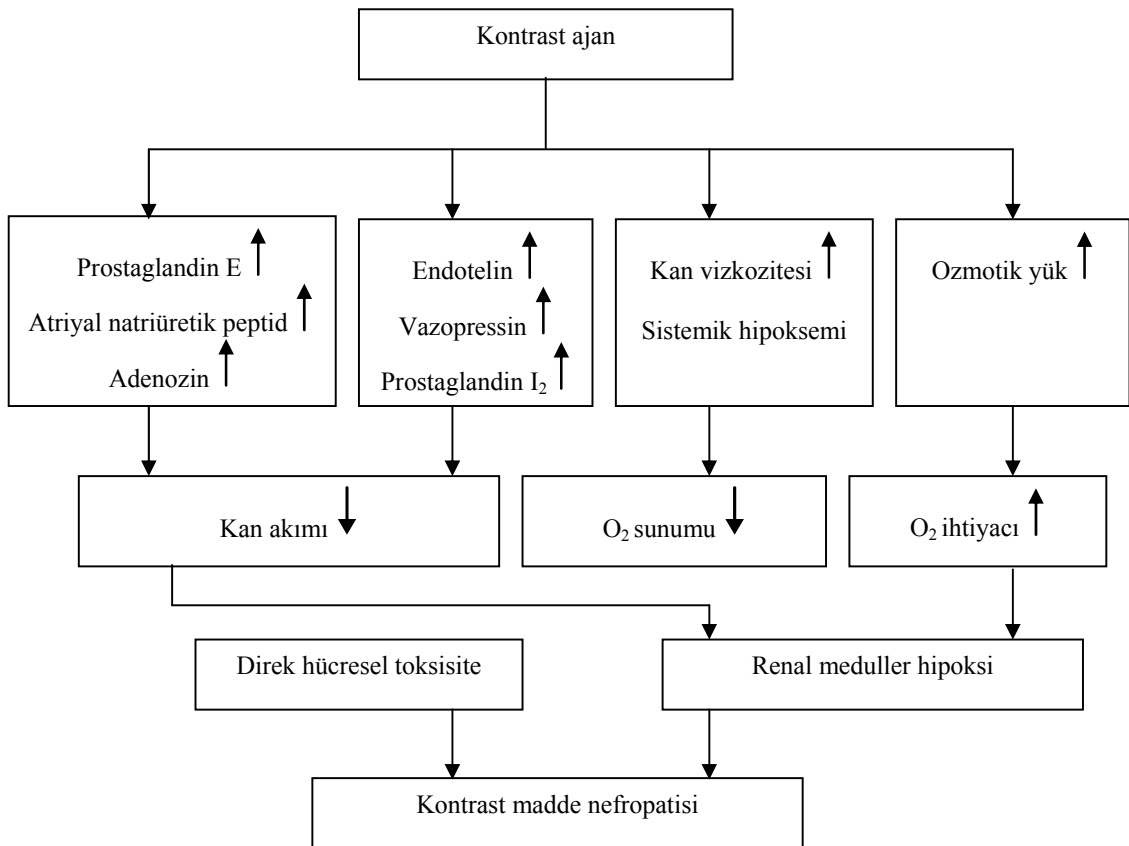 Kontrast ajan
Prostaglandin E
Atriyal natriüretik peptid
Adenozin
Endotelin
Vazopressin
Prostaglandin I₂
Kan vizkozitesi
Sistemik hipoksemi
Ozmotik yük
Kan akımı
O₂ sunumu
O₂ ihtiyacı
Direk hücresel toksisite
Renal meduller hipoksi
Kontrast madde nefropatisi